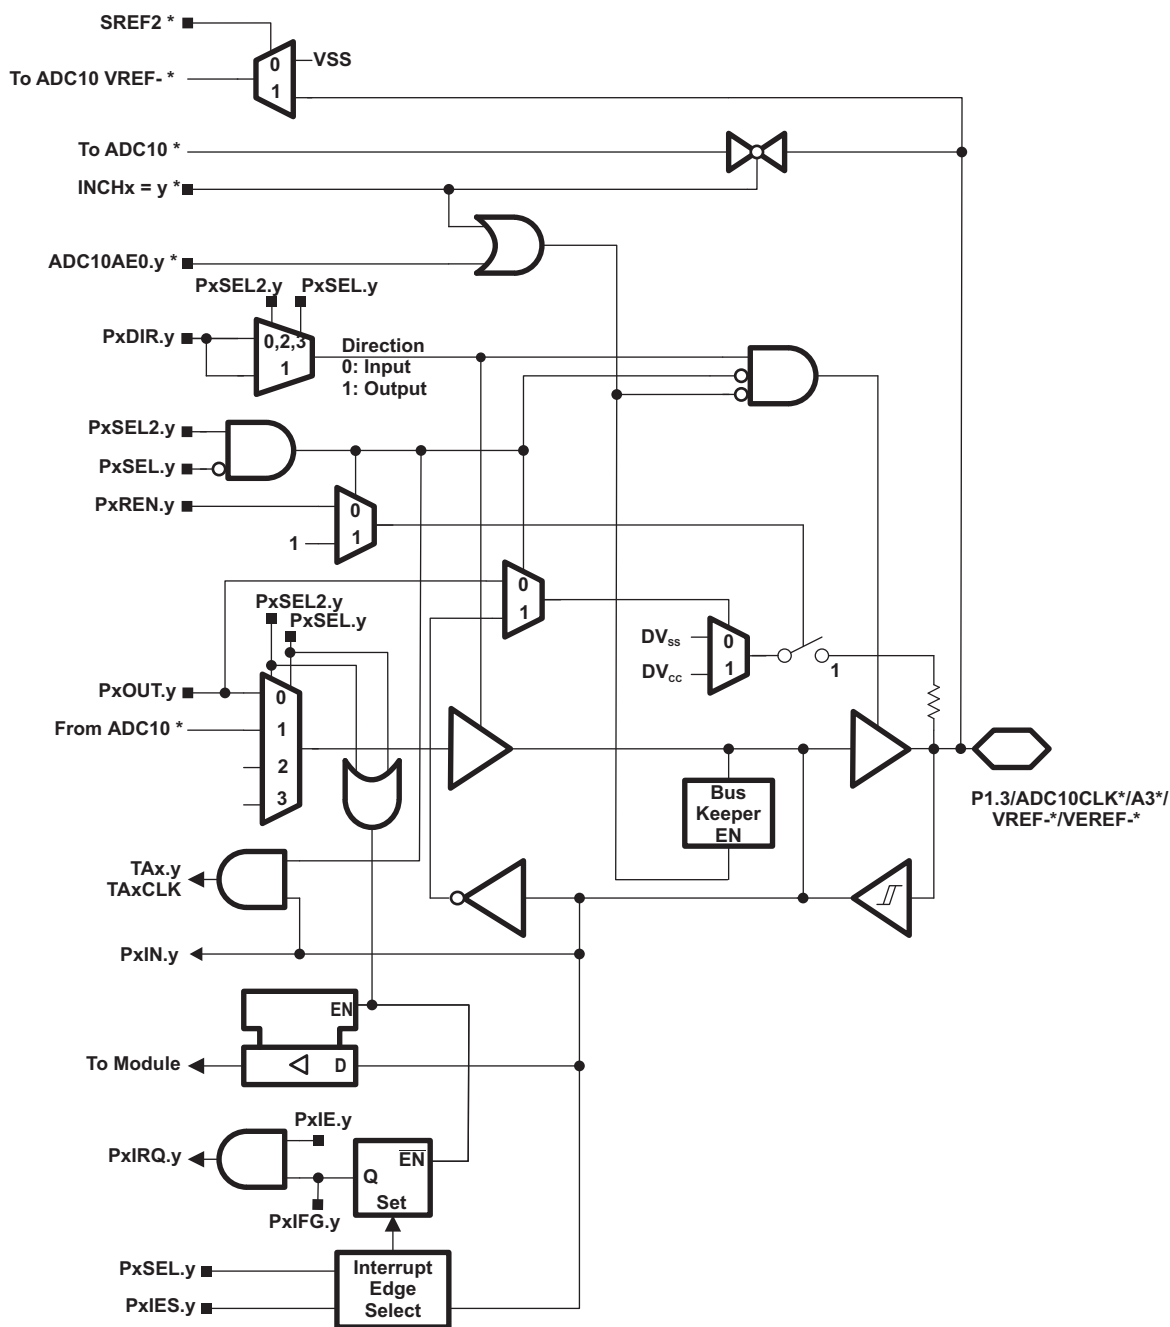 SREF2 *
VSS
To ADC10 VREF- *
0
1
To ADC10 *
INCHx = y *
ADC10AE0.y *
PxSEL2.y
PxSEL.y
PxDIR.y
0,2,3
1
Direction
0: Input
1: Output
PxSEL2.y
PxSEL.y
PxREN.y
0
1
1
0
1
PxSEL2.y
PxSEL.y
DVSS
DVCC
0
1
1
PxOUT.y
From ADC10 *
0
1
2
3
Bus
Keeper
EN
P1.3/ADC10CLK*/A3*/
VREF-*/VEREF-*
TAx.y
TAxCLK
PxIN.y
EN
To Module
D
PxIE.y
PxIRQ.y
EN
Q
Set
PxIFG.y
PxSEL.y
PxIES.y
Interrupt
Edge
Select